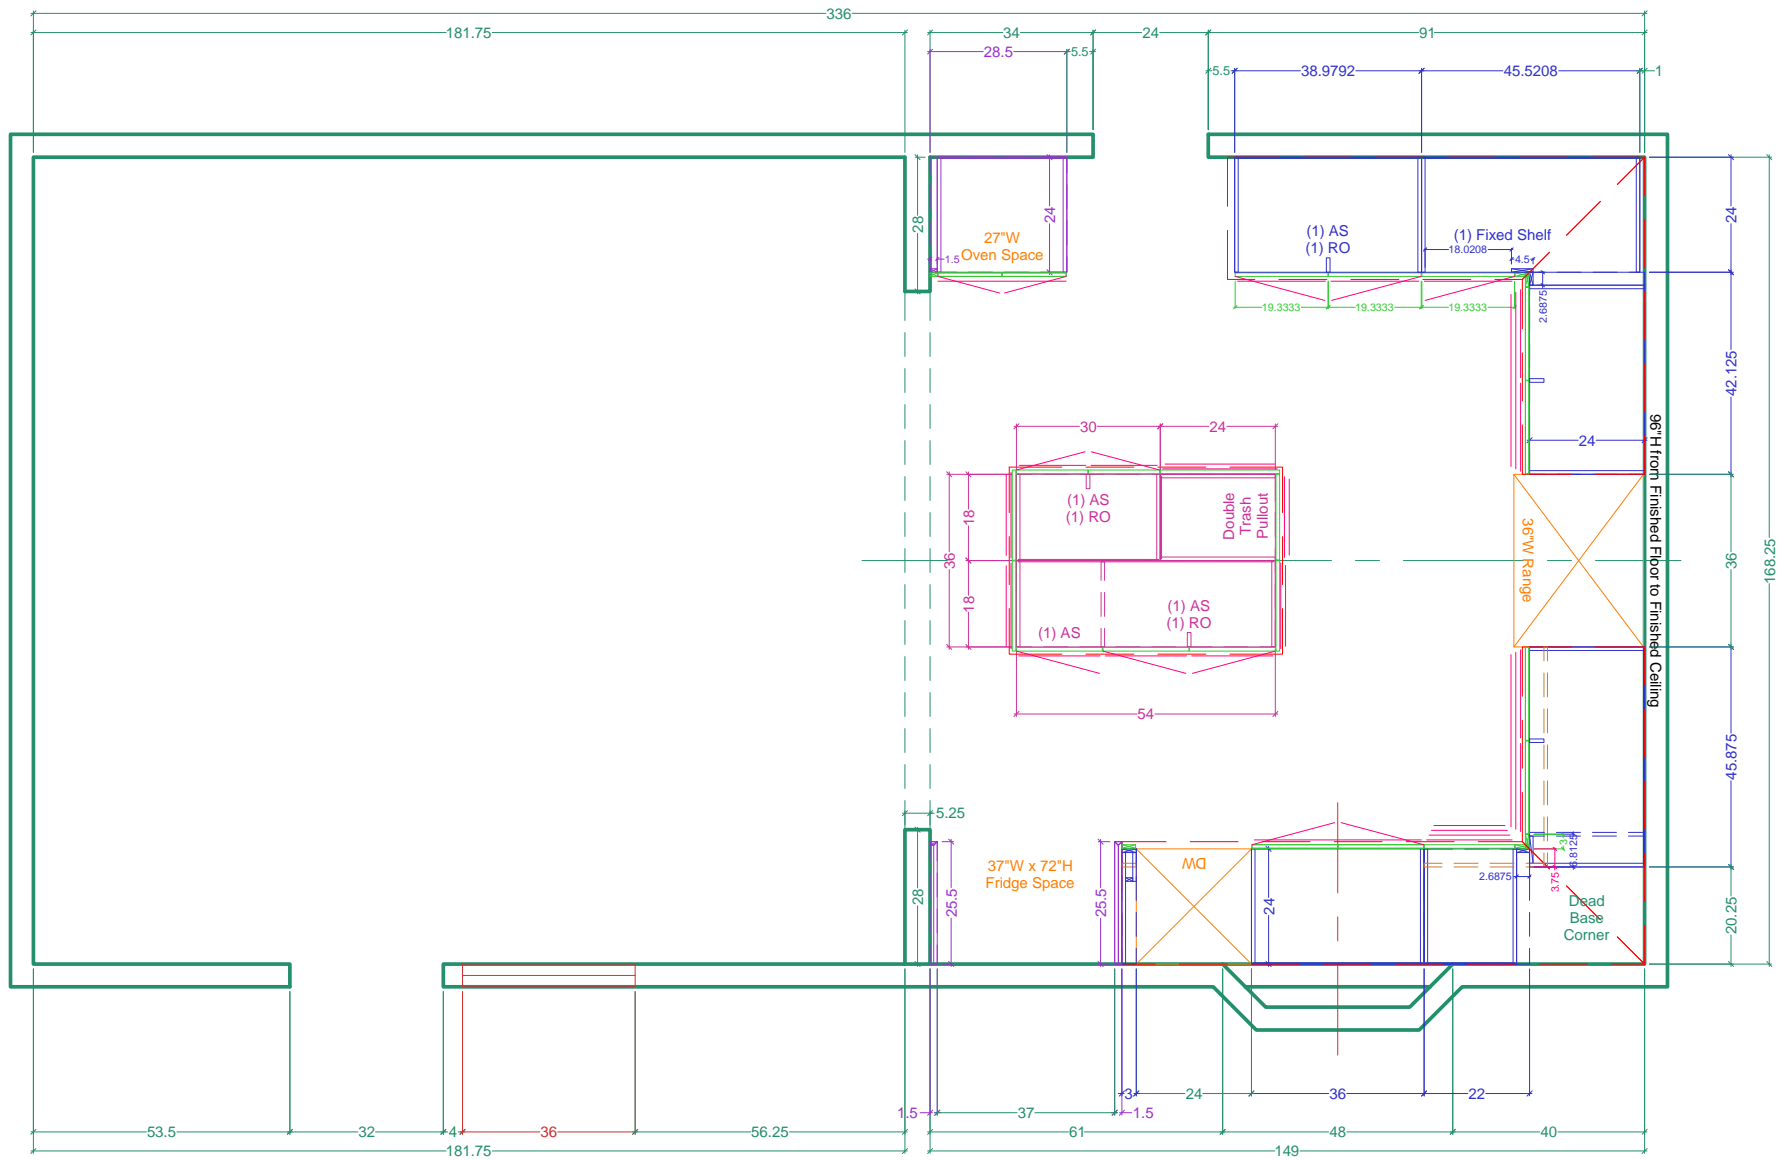 336
181.75
34
24
91
28.5
5.5
5.5
38.9792
45.5208
1
28
24
27"W
Oven Space
1.5
(1) AS
(1) RO
(1) Fixed Shelf
18.0208
4.5
2.6875
19.3333
19.3333
19.3333
24
42.125
168.25
24
30
24
(1) AS
(1) RO
Double
Trash
Pullout
18
36
18
(1) AS
(1) AS
(1) RO
54
36"W Range
96"H from Finished Floor to Finished Ceiling
36
45.875
5.25
28
25.5
37"W x 72"H
Fridge Space
25.5
DW
24
2.6875
3
6.8125
3.75
Dead
Base
Corner
20.25
3
24
36
22
1.5
37
1.5
53.5
32
4
36
56.25
61
48
40
181.75
149